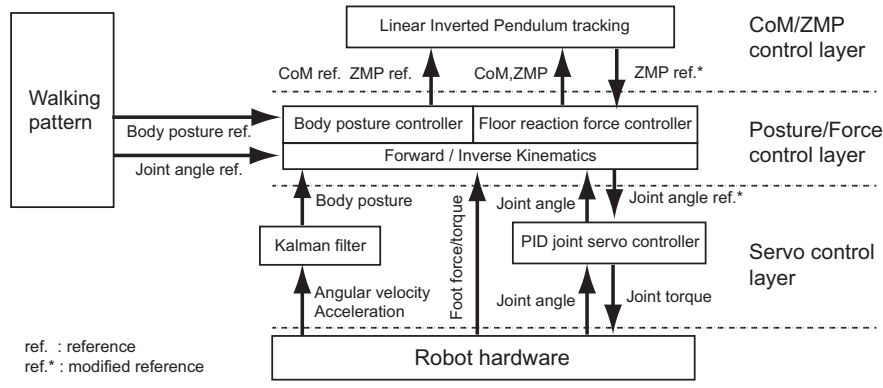 Linear Inverted Pendulum tracking
CoM/ZMP
control layer
CoM ref. ZMP ref.
CoM,ZMP
ZMP ref.*
Walking
pattern
Body posture ref.
Body posture controller
Floor reaction force controller
Posture/Force
control layer
Joint angle ref.
Forward / Inverse Kinematics
Body posture
Foot force/torque
Joint angle
Joint angle ref.*
Kalman filter
PID joint servo controller
Servo control
layer
Angular velocity
Acceleration
Joint angle
Joint torque
Robot hardware
ref. : reference
ref.* : modified reference